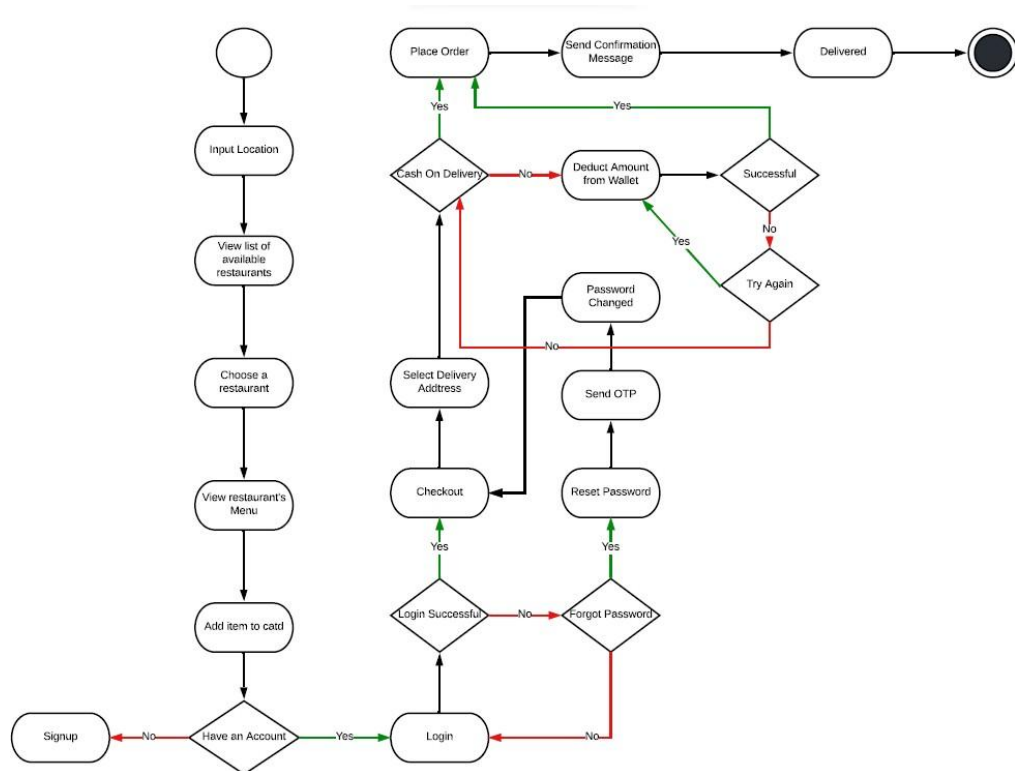 Place Order
Send Confirmation
Message
Delivered
Yes
Yes
Input Location
Cash On Delivery
No
Deduct Amount
from Wallet
Successful
No
Yes
View list of
available
restaurants
Password
Changed
Try Again
No
Choose a
restaurant
Select Delivery
Addtress
Send OTP
View restaurant's
Menu
Checkout
Reset Password
Yes
Yes
Add item to catd
Login Successful
No
Forgot Password
Signup
No
Have an Account
Yes
Login
No